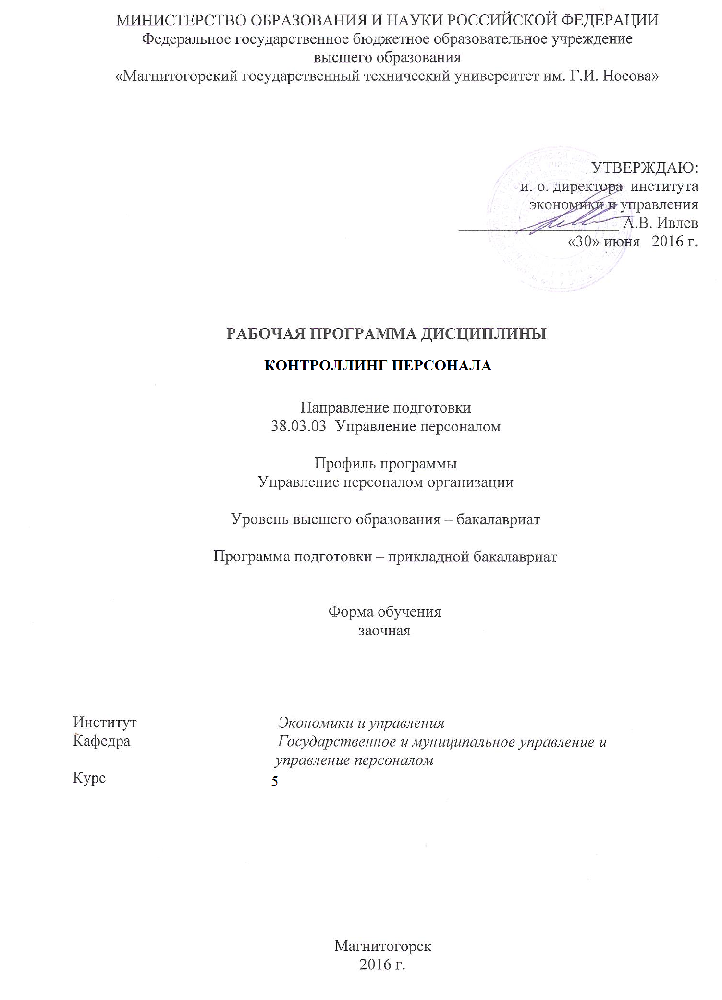 МИНИСТЕРСТВО ОБРАЗОВАНИЯ И НАУКИ РОССИЙСКОЙ ФЕДЕРАЦИИ
Федеральное государственное бюджетное образовательное учреждение
высшего образования
«Магнитогорский государственный технический университет им. Г.И. Носова»
УТВЕРЖДАЮ:
и. о. директора института
экономики и управления
А.В. Ивлев
«30» июня 2016 г.
РАБОЧАЯ ПРОГРАММА ДИСЦИПЛИНЫ
КОНТРОЛЛИНГ ПЕРСОНАЛА
Направление подготовки
38.03.03 Управление персоналом
Профиль программы
Управление персоналом организации
Уровень высшего образования – бакалавриат
Программа подготовки – прикладной бакалавриат
Форма обучения
заочная
Институт Экономики и управления
Кафедра Государственное и муниципальное управление и
управление персоналом
Курс 5
Магнитогорск
2016 г.